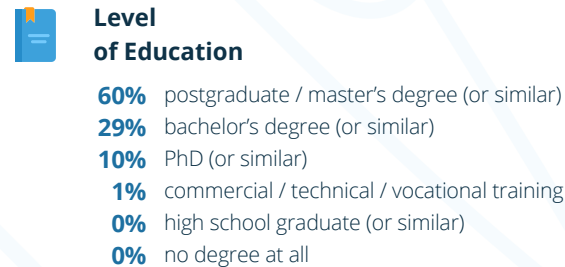 Level
of Education
60% postgraduate / master's degree (or similar)
29% bachelor's degree (or similar)
10% PhD (or similar)
1% commercial / technical / vocational training
0% high school graduate (or similar)
0% no degree at all